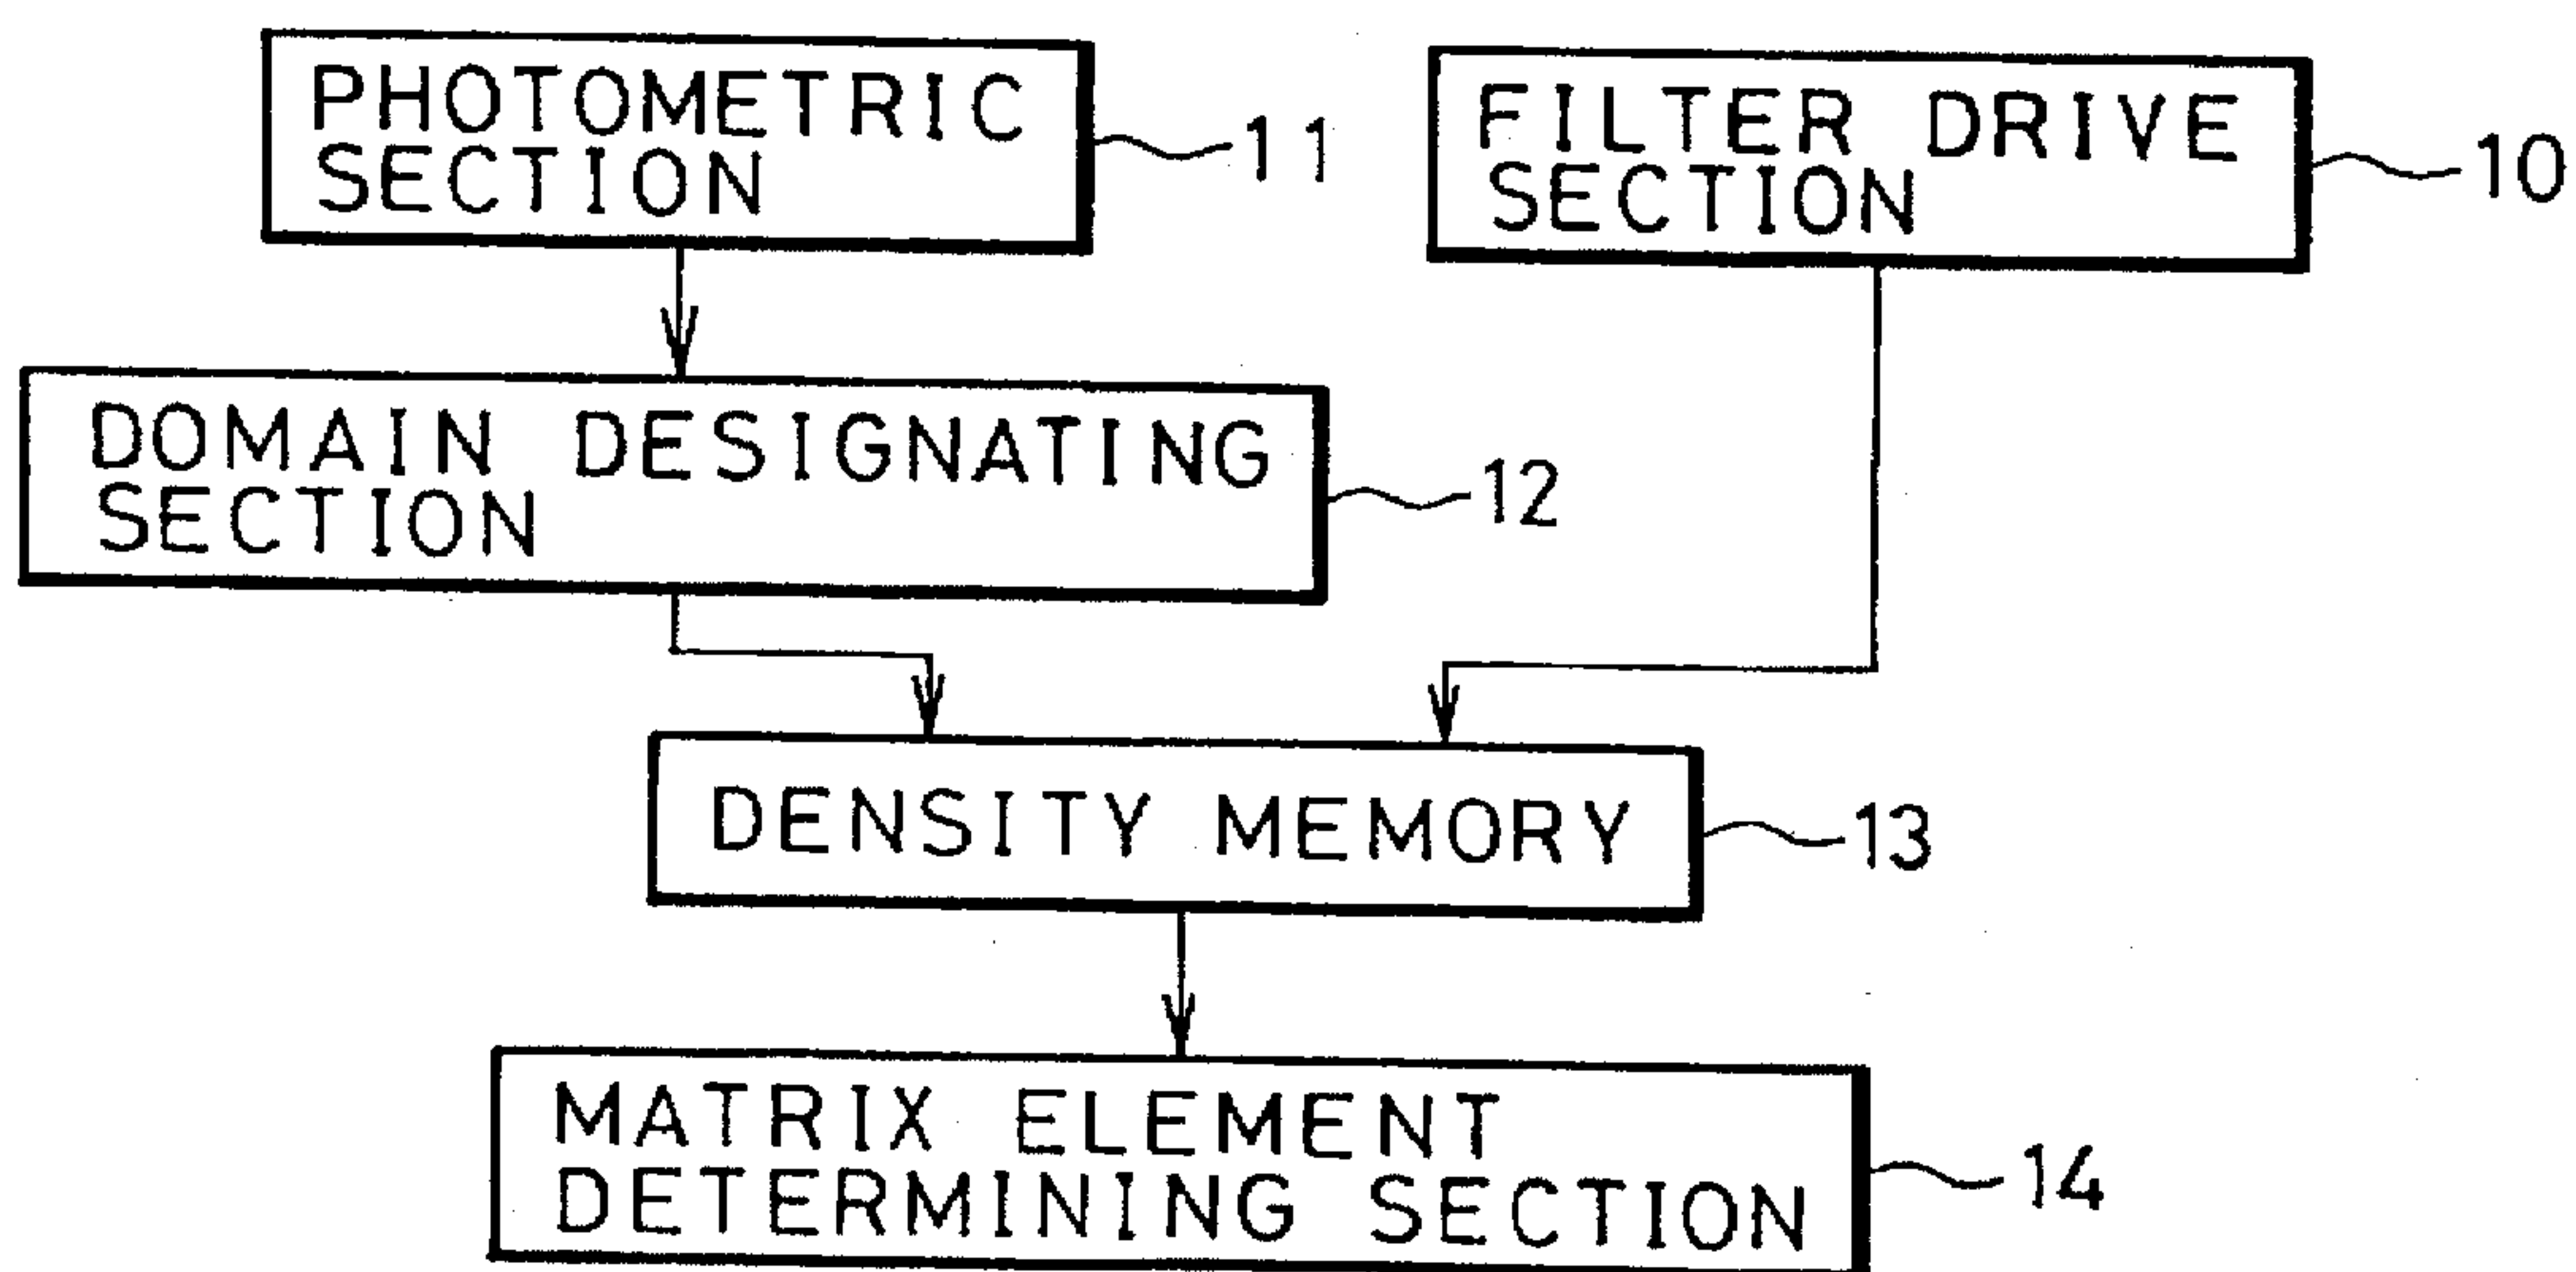 PHOTOMETRIC
SECTION
11
FILTER DRIVE
SECTION
10
DOMAIN DESIGNATING
SECTION
12
DENSITY MEMORY
13
MATRIX ELEMENT
DETERMINING SECTION
14